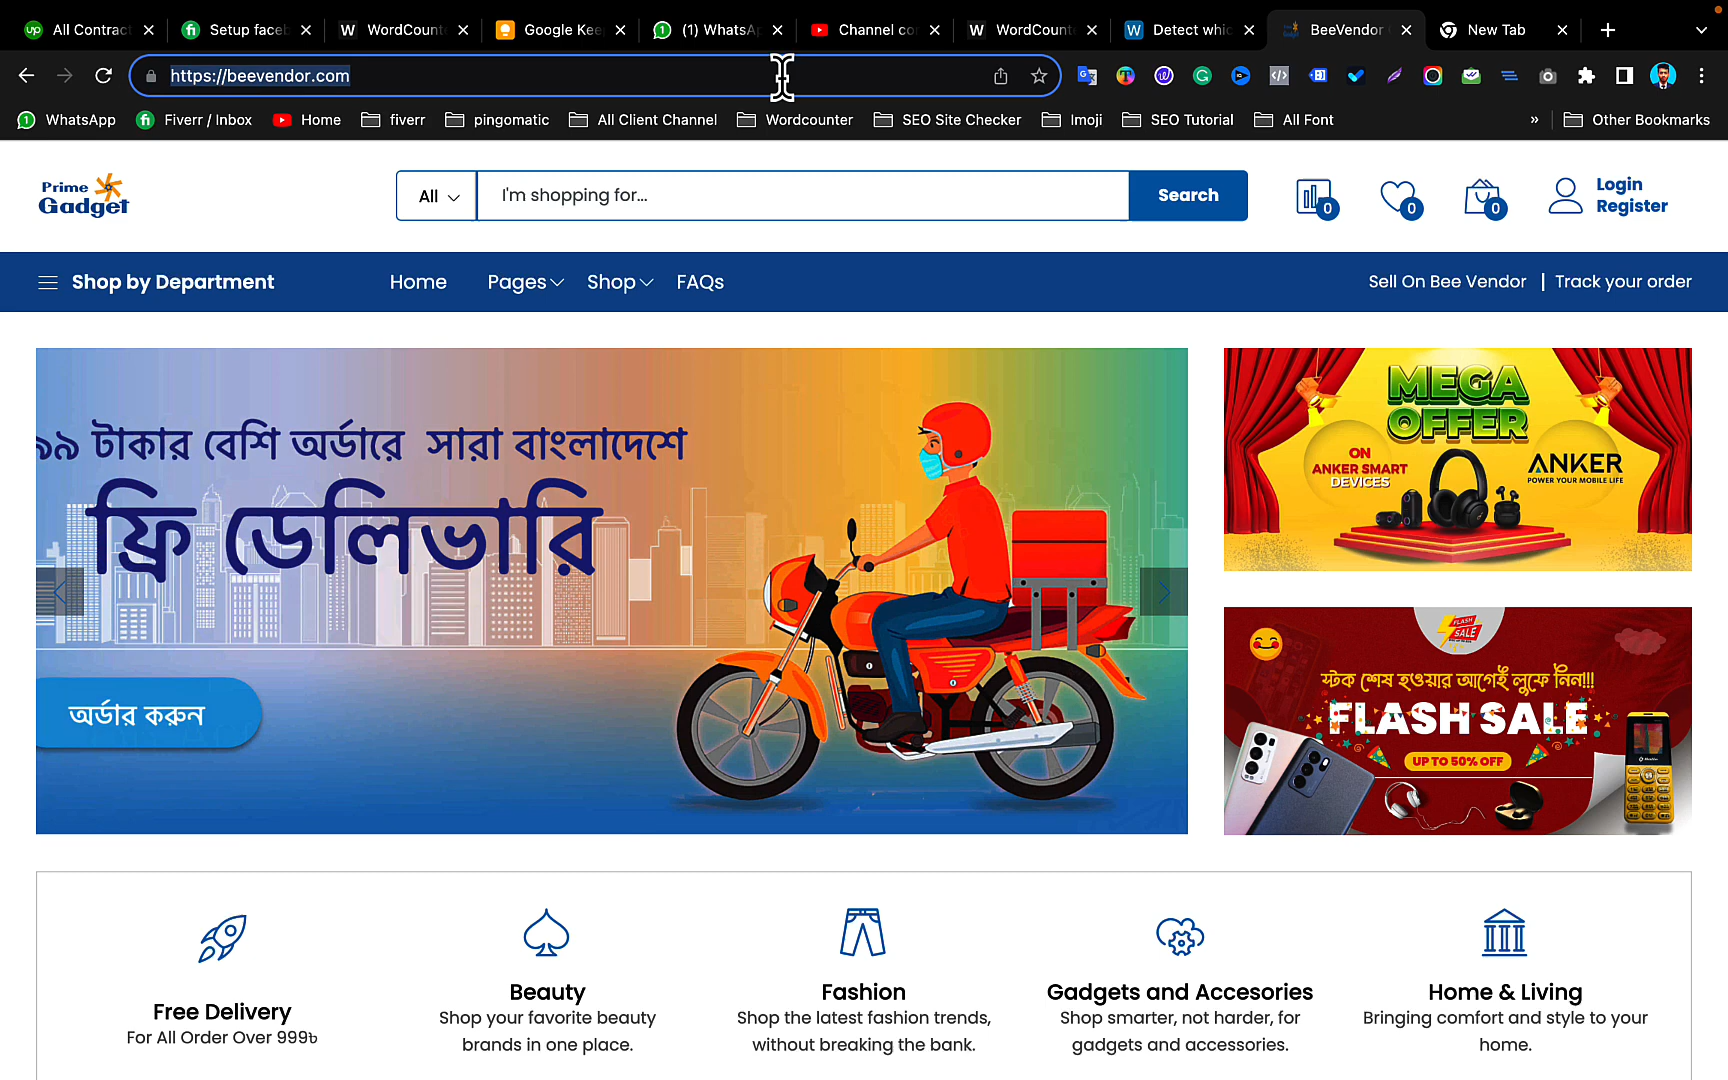 All Contract
Setup faceb
WordCounte
Google Kee
(1) WhatsAp
Channel con
WordCounte
Detect whic
BeeVendor
New Tab
https://beevendor.com
WhatsApp
Fiverr / Inbox
Home
fiverr
pingomatic
All Client Channel
Wordcounter
SEO Site Checker
Imoji
SEO Tutorial
All Font
»
Other Bookmarks
Prime
Gadget
All
I'm shopping for...
Search
0
0
0
Login
Register
Shop by Department
Home
Pages
Shop
FAQs
Sell On Bee Vendor
Track your order
৯৯ টাকার বেশি অর্ডারে সারা বাংলাদেশে
ফ্রি ডেলিভারি
অর্ডার করুন
MEGA
OFFER
ON
ANKER SMART
DEVICES
ANKER
POWER YOUR MOBILE LIFE
FLASH
SALE
স্টক শেষ হওয়ার আগেই লুফে নিন!!!
FLASH SALE
UP TO 50% OFF
Free Delivery
For All Order Over 999৳
Beauty
Shop your favorite beauty
brands in one place.
Fashion
Shop the latest fashion trends,
without breaking the bank.
Gadgets and Accesories
Shop smarter, not harder, for
gadgets and accessories.
Home & Living
Bringing comfort and style to your
home.